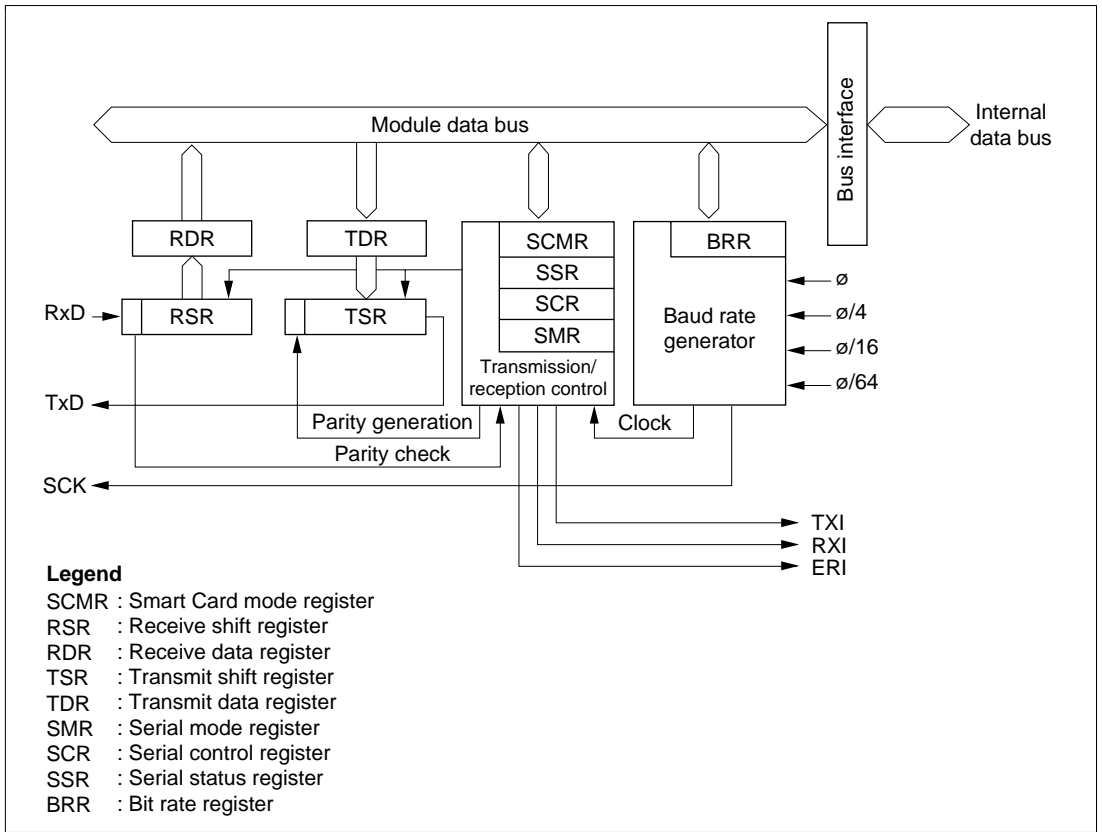 Module data bus
Bus interface
Internal
data bus
RDR
TDR
SCMR
SSR
SCR
SMR
Transmission/
reception control
BRR
Baud rate
generator
ø
ø/4
ø/16
ø/64
RxD
RSR
TSR
TxD
Parity generation
Parity check
Clock
SCK
TXI
RXI
ERI
Legend
SCMR : Smart Card mode register
RSR : Receive shift register
RDR : Receive data register
TSR : Transmit shift register
TDR : Transmit data register
SMR : Serial mode register
SCR : Serial control register
SSR : Serial status register
BRR : Bit rate register